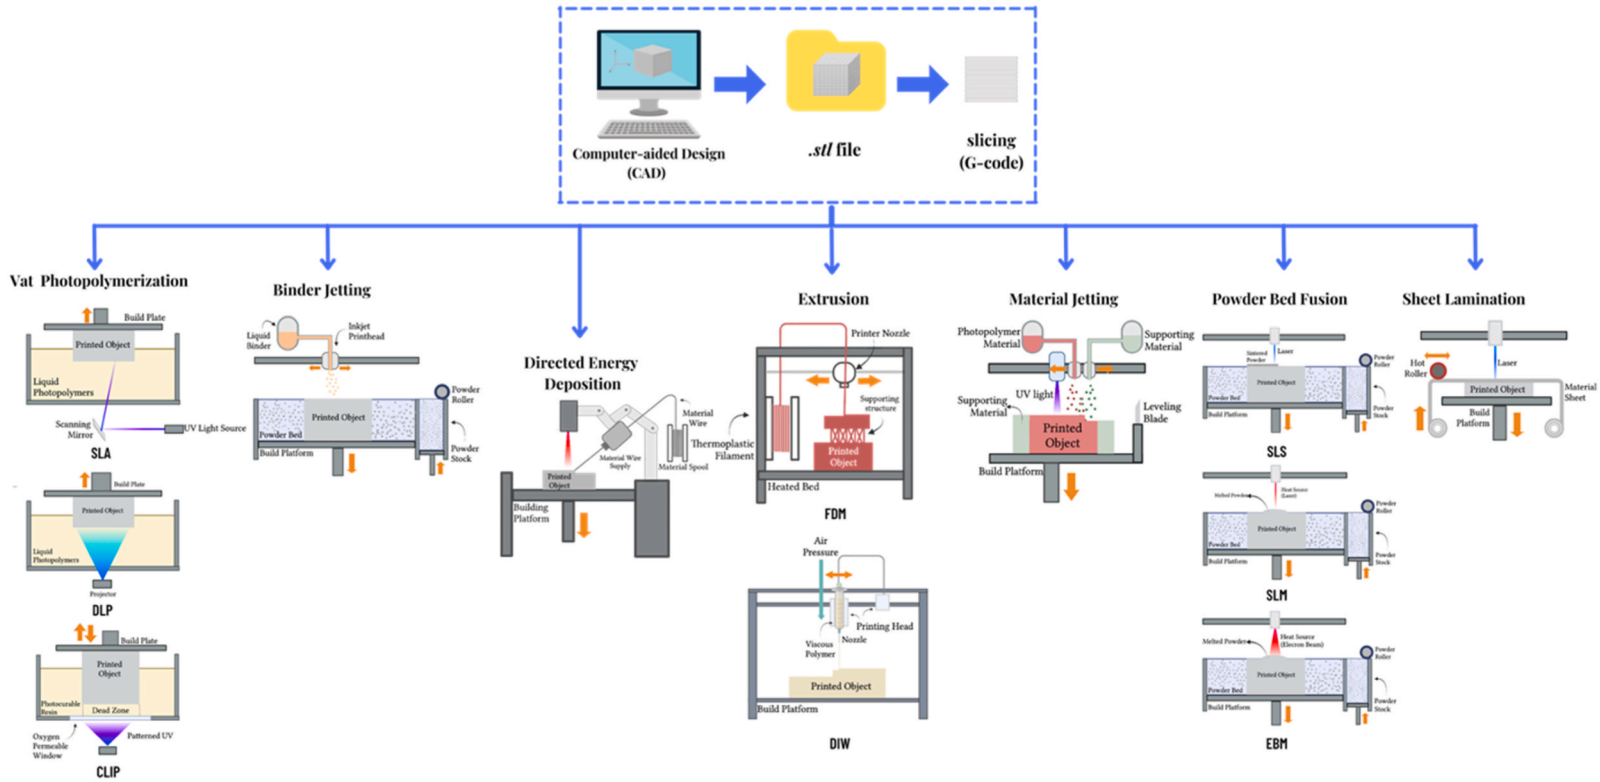 Computer-aided Design
(CAD)
.stl file
slicing
(G-code)
Vat Photopolymerization
Build Plate
Printed Object
Liquid
Photopolymers
Scanning
Mirror
UV Light Source
SLA
Build Plate
Printed Object
Liquid
Photopolymers
Projector
DLP
Build Plate
Printed
Object
Photocurable
Resin
Dead Zone
Oxygen
Permeable
Window
Patterned UV
CLIP
Binder Jetting
Liquid
Binder
Inkjet
Printhead
Powder
Roller
Printed Object
Powder Bed
Build Platform
Powder
Stock
Directed Energy
Deposition
Material
Wire
Material Wire
Supply
Material Spool
Printed
Object
Building
Platform
Extrusion
Printer Nozzle
Supporting
structure
Thermoplastic
Filament
Printed
Object
Heated Bed
FDM
Air
Pressure
Printing Head
Nozzle
Viscous
Polymer
Printed Object
Build Platform
DIW
Material Jetting
Photopolymer
Material
Supporting
Material
UV light
Supporting
Material
Leveling
Blade
Printed
Object
Build Platform
Powder Bed Fusion
Laser
Sintered
Powder
Powder
Roller
Printed Object
Powder Bed
Build Platform
Powder
Stock
SLS
Heat Source
(Laser)
Melted Powder
Powder
Roller
Printed Object
Powder Bed
Build Platform
Powder
Stock
SLM
Heat Source
(Elecron Beam)
Melted Powder
Powder
Roller
Printed Object
Powder Bed
Build Platform
Powder
Stock
EBM
Sheet Lamination
Hot
Roller
Laser
Printed Object
Material
Sheet
Build
Platform